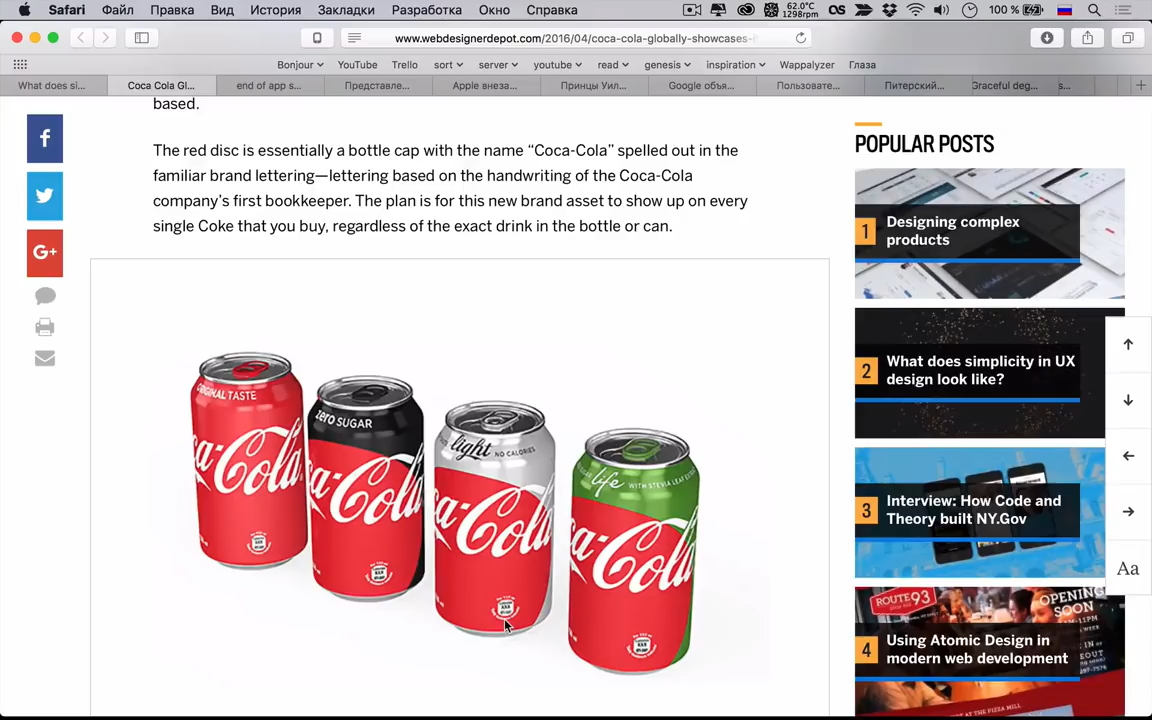 Safari Файл Правка Вид История Закладки Разработка Окно Справка
62.0°C
1298rpm
100 %
www.webdesignerdepot.com/2016/04/coca-cola-globally-showcases-
Bonjour YouTube Trello sort server youtube read genesis inspiration Wappalyzer Глаза
What does si... Coca Cola Gl... end of app s... Представле... Apple внеза... Принцы Уил... Google объя... Пользовате... Питерский... Graceful deg... s...
based.
The red disc is essentially a bottle cap with the name “Coca-Cola” spelled out in the
familiar brand lettering—lettering based on the handwriting of the Coca-Cola
company’s first bookkeeper. The plan is for this new brand asset to show up on every
single Coke that you buy, regardless of the exact drink in the bottle or can.
f
G+
POPULAR POSTS
1
Designing complex
products
2
What does simplicity in UX
design look like?
3
Interview: How Code and
Theory built NY.Gov
4
Using Atomic Design in
modern web development
ROUTE 93
OPENING
SOON
Aa
ORIGINAL TASTE
ca-Cola
zero SUGAR
ca-Cola
light NO CALORIES
ca-Cola
life WITH STEVIA LEAF
ca-Cola